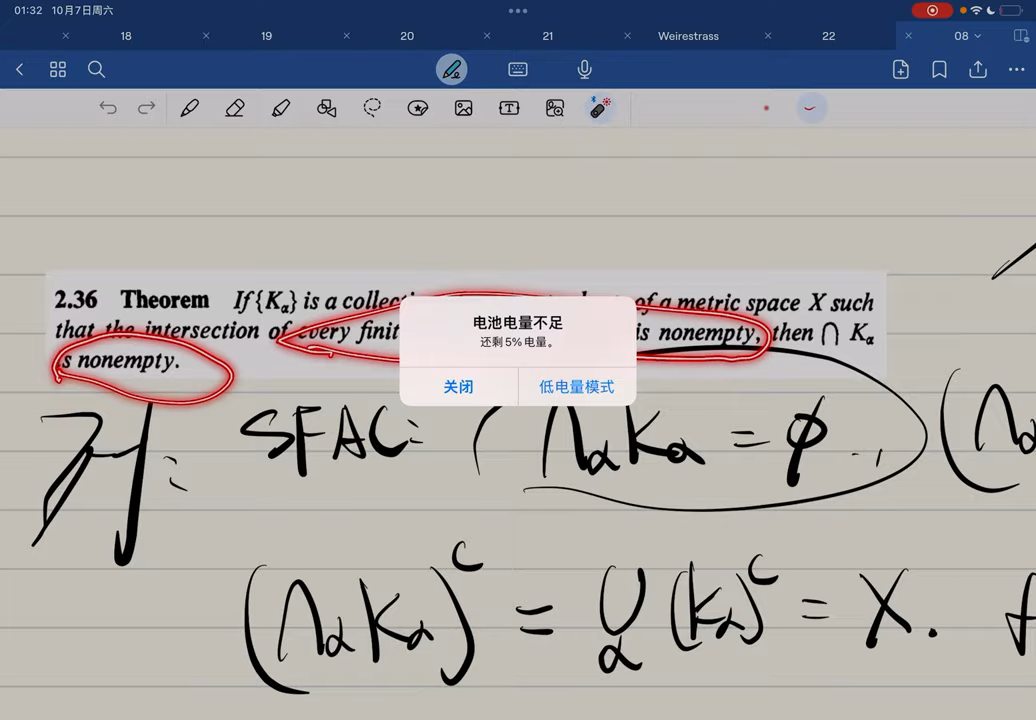 01:32 10月7日周六
18 19 20 21 Weirestrass 22 08
2.36 Theorem If {Kα} is a collec of a metric space X such
that the intersection of every finit is nonempty, then ⋂ Kα
is nonempty.
电池电量不足
还剩 5% 电量。
关闭 低电量模式
SFAC: ( ⋂α Kα = φ
(⋂α Kα)^c = ⋃α (Kα)^c = X.